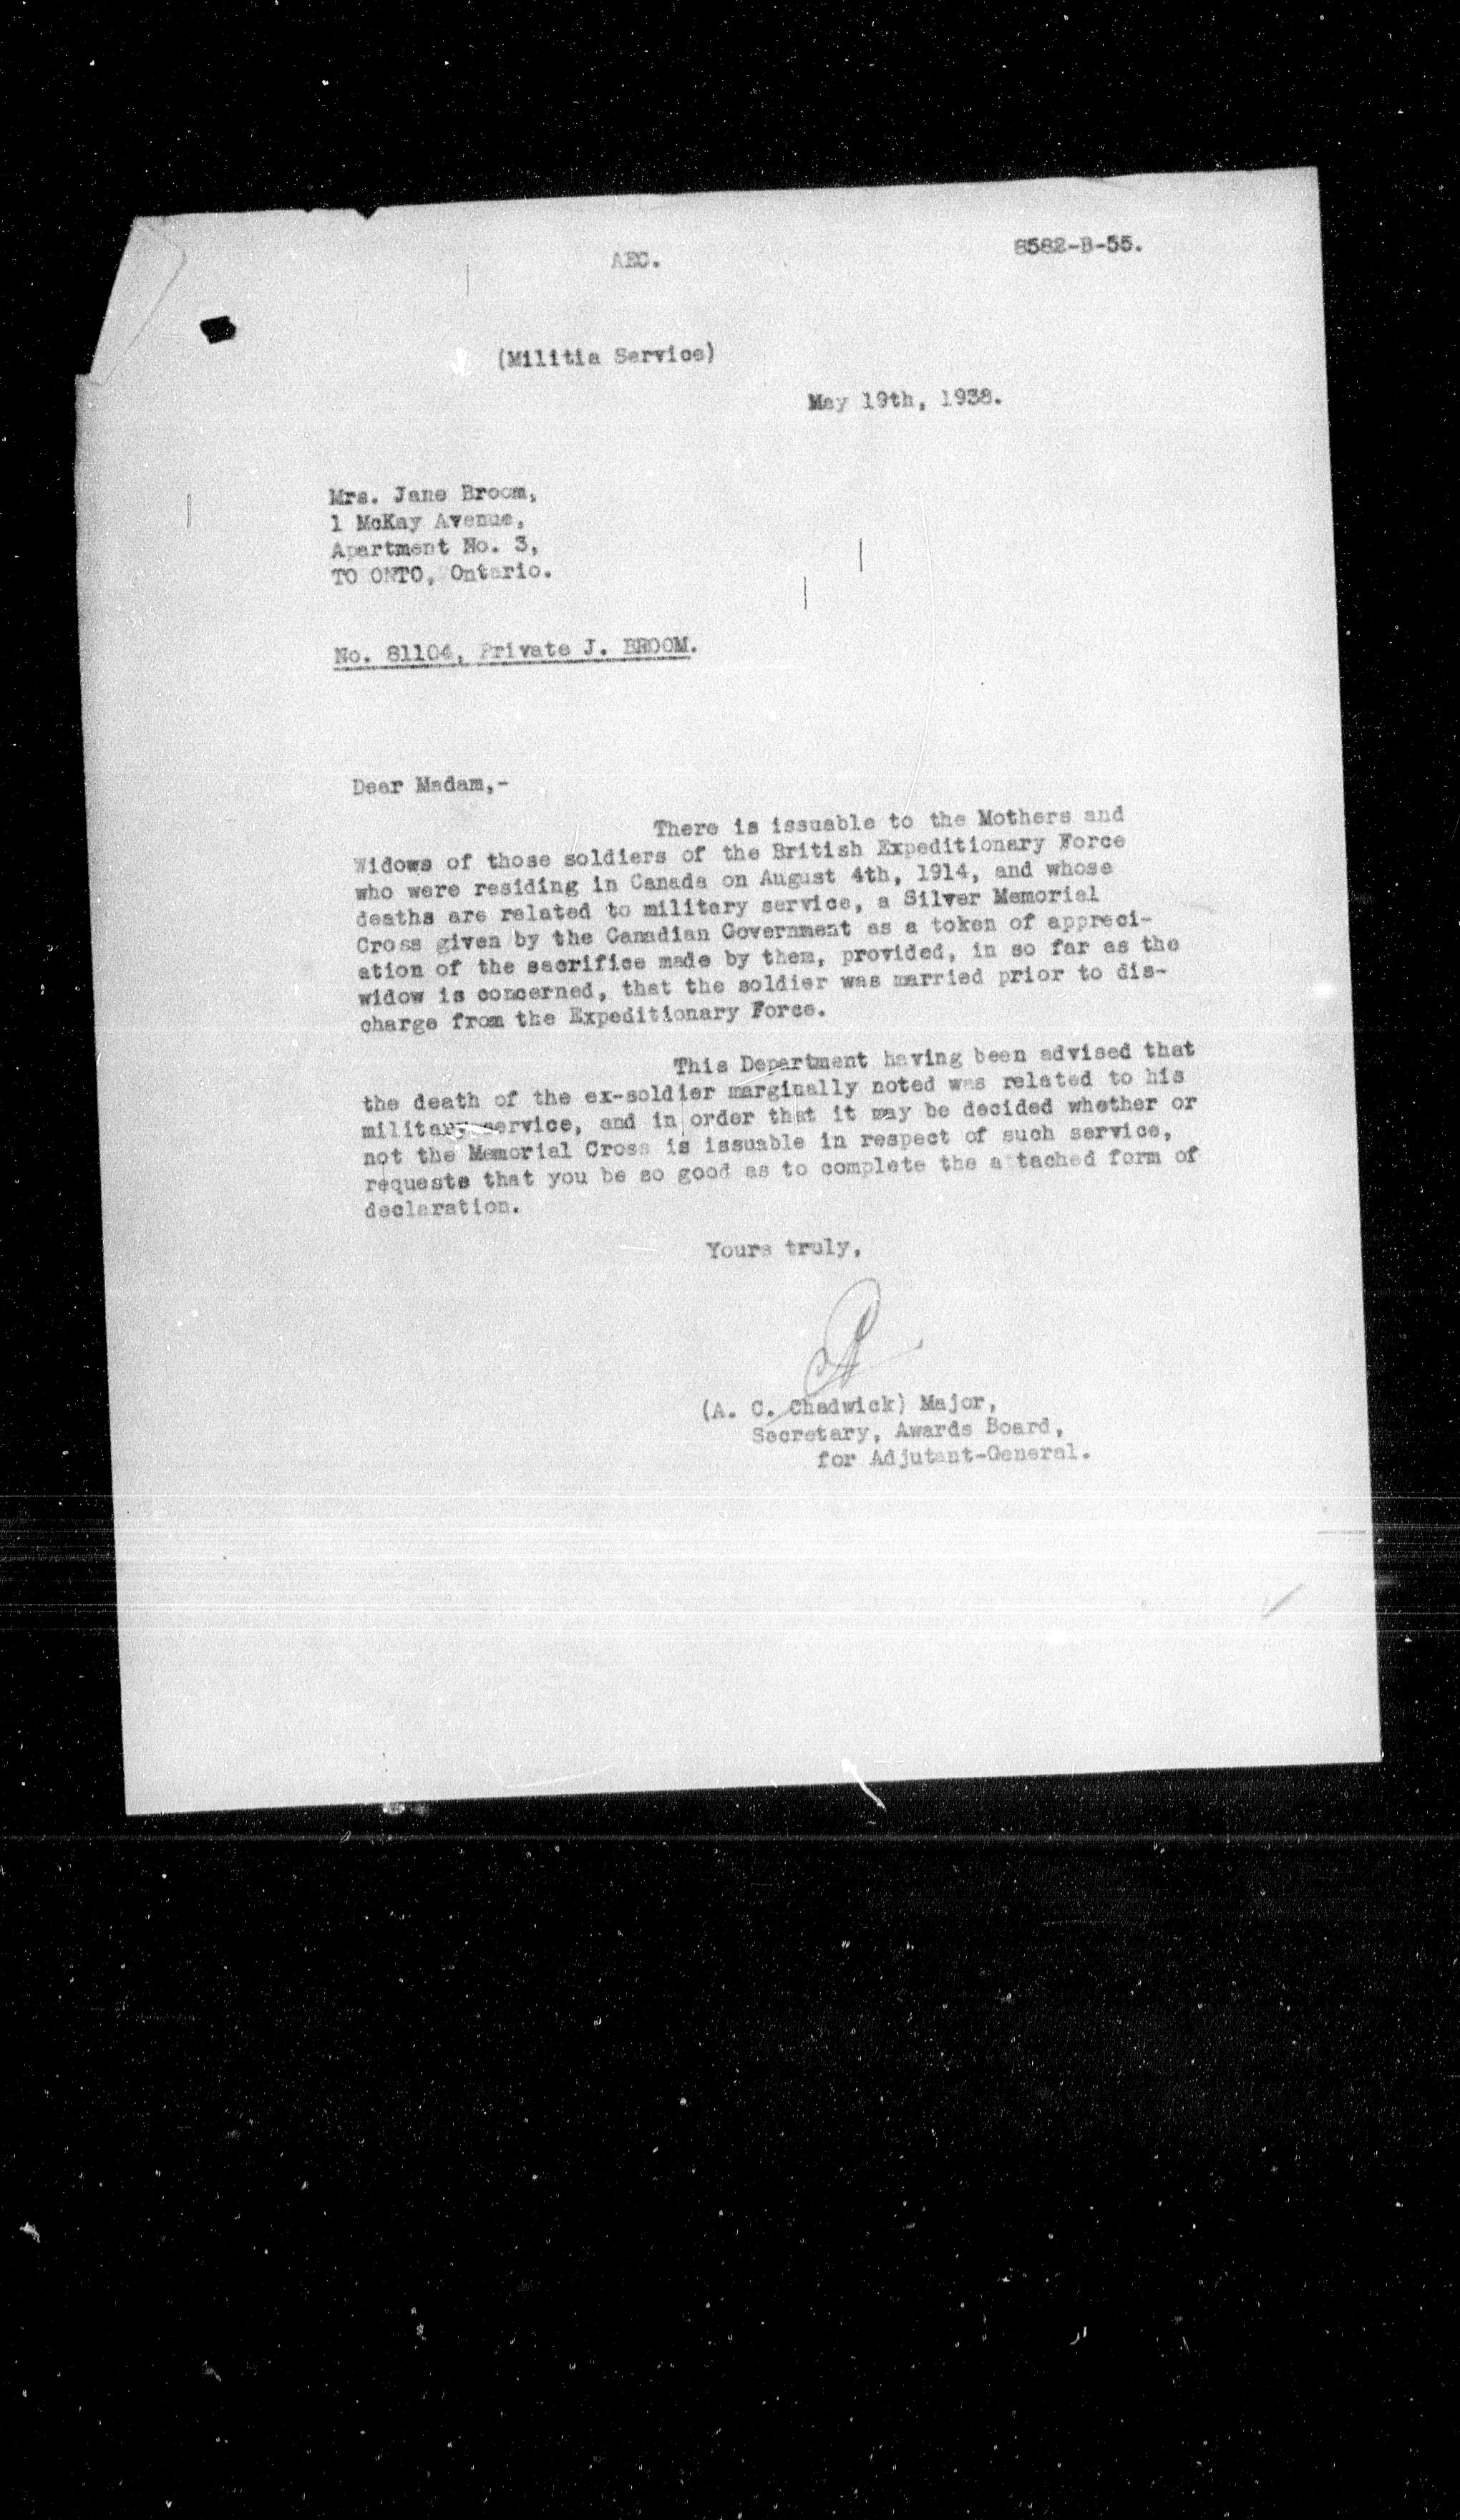 AEC.
8582-B-55.
(Militia Service)
May 19th, 1938.
Mrs. Jane Broom,
1 McKay Avenue,
Apartment No. 3,
TO ONTO, Ontario.
No. 81104, Private J. BROOM.
Dear Madam,-
There is issuable to the Mothers and
Widows of those soldiers of the British Expeditionary Force
who were residing in Canada on August 4th, 1914, and whose
deaths are related to military service, a Silver Memorial
Cross given by the Canadian Government as a token of appreci-
ation of the sacrifice made by them, provided, in so far as the
widow is concerned, that the soldier was married prior to dis-
charge from the Expeditionary Force.
This Department having been advised that
the death of the ex-soldier marginally noted was related to his
military service, and in order that it may be decided whether or
not the Memorial Cross is issuable in respect of such service,
requests that you be so good as to complete the attached form of
declaration.
Yours truly,
(A. C. Chadwick) Major,
Secretary, Awards Board,
for Adjutant-General.